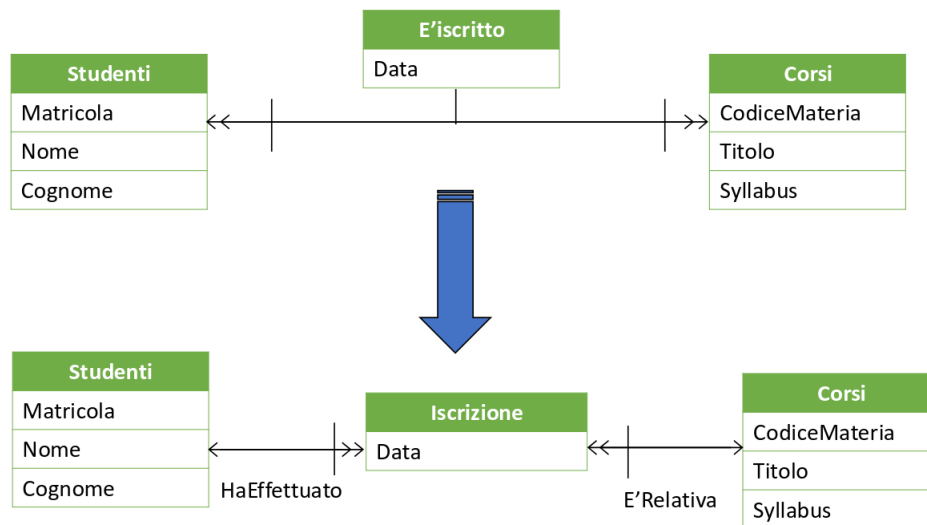 E’iscritto
Data
Studenti
Matricola
Nome
Cognome
Corsi
CodiceMateria
Titolo
Syllabus
Studenti
Matricola
Nome
Cognome
HaEffettuato
Iscrizione
Data
E’Relativa
Corsi
CodiceMateria
Titolo
Syllabus